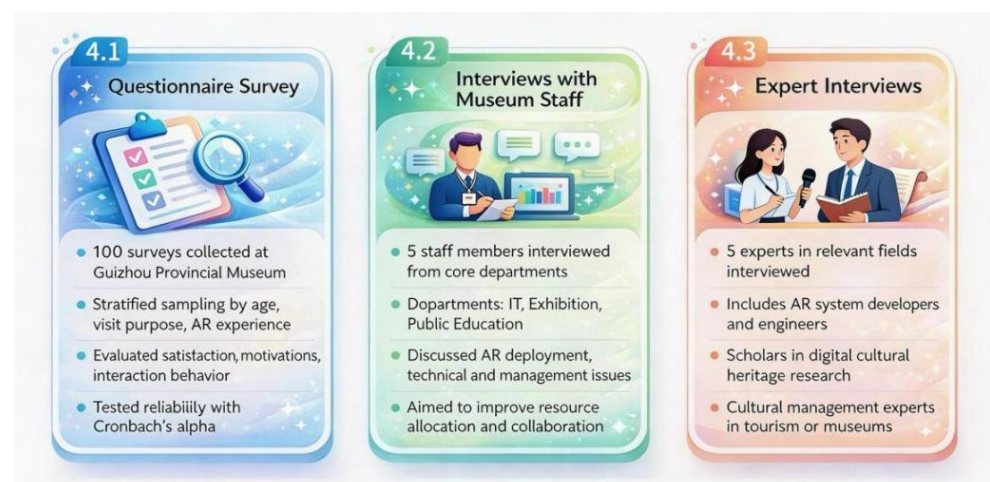 4.1
Questionnaire Survey
100 surveys collected at
Guizhou Provincial Museum
Stratified sampling by age,
visit purpose, AR experience
Evaluated satisfaction, motivations,
interaction behavior
Tested reliabiiily with
Cronbach's alpha
4.2
Interviews with
Museum Staff
5 staff members interviewed
from core departments
Dopartments: IT, Exhibition,
Public Education
Discussed AR deployment,
technical and management issues
Aimed to improve resource
allocation and collaboration
4.3
Expert Interviews
5 experts in relevant fields
interviewed
Includes AR system developers
and engineers
Scholars in digital cultural
heritage research
Cultural management experts
in tourism or museums